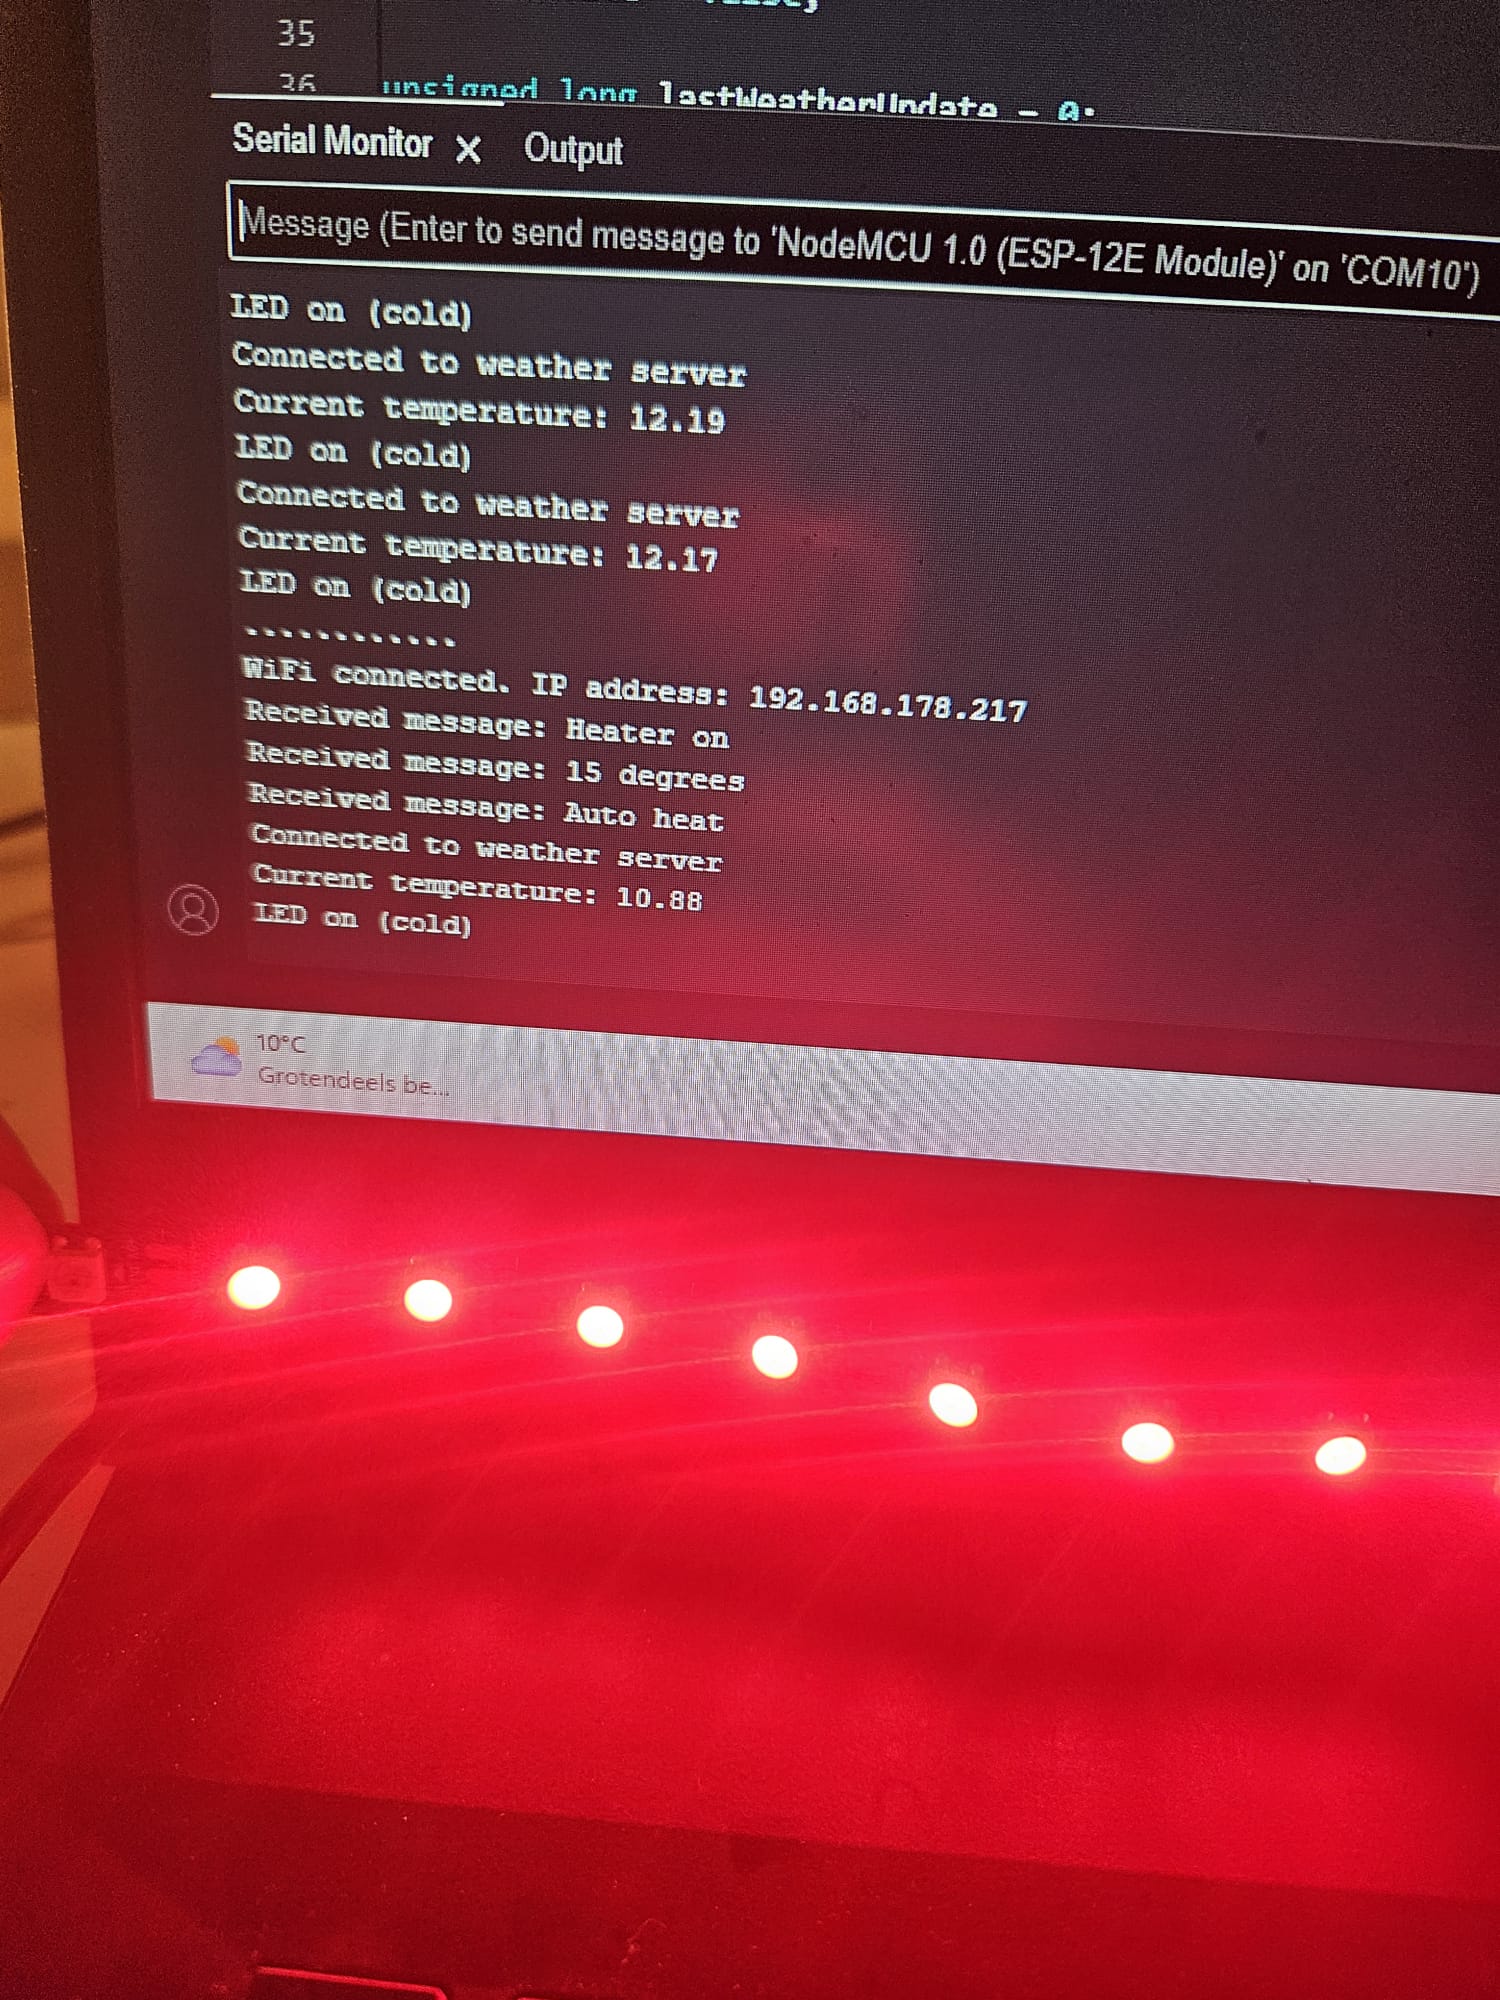 35
36 unsigned long lastWeatherUpdate = 0;
Serial Monitor X Output
Message (Enter to send message to 'NodeMCU 1.0 (ESP-12E Module)' on 'COM10')
LED on (cold)
Connected to weather server
Current temperature: 12.19
LED on (cold)
Connected to weather server
Current temperature: 12.17
LED on (cold)
............
WiFi connected. IP address: 192.168.178.217
Received message: Heater on
Received message: 15 degrees
Received message: Auto heat
Connected to weather server
Current temperature: 10.88
LED on (cold)
10°C
Grotendeels be...